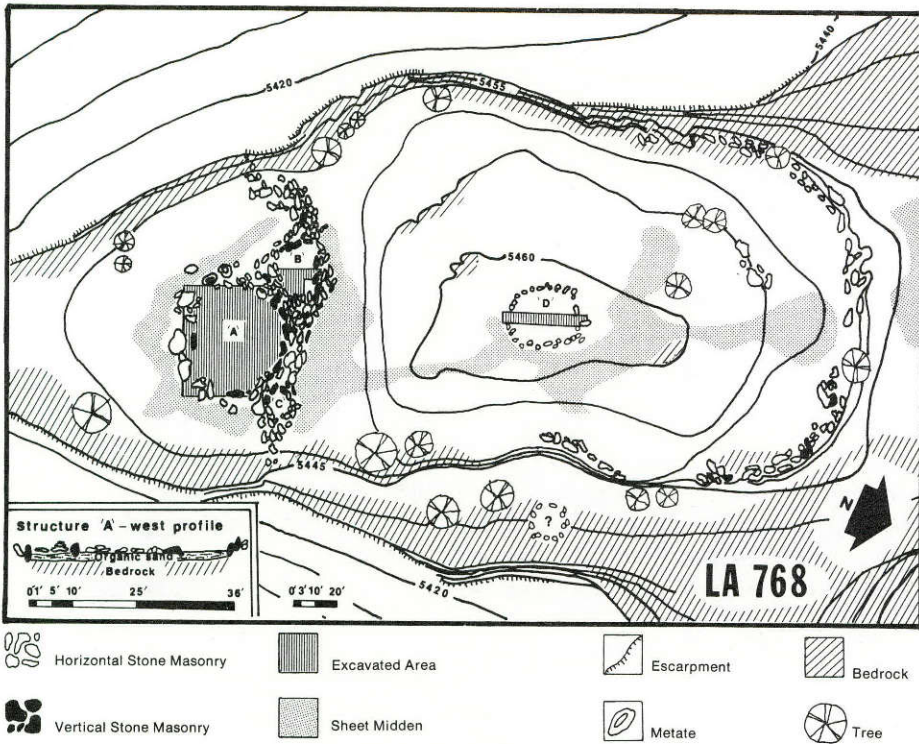 5440
5420
5455
'B'
5460
'D'
'A'
C
5445
?
N
Structure 'A' – west profile
Organic sand
Bedrock
0'1' 5' 10' 25' 36'
0'3'10'20'
5420
LA 768
Horizontal Stone Masonry
Excavated Area
Escarpment
Bedrock
Vertical Stone Masonry
Sheet Midden
Metate
Tree